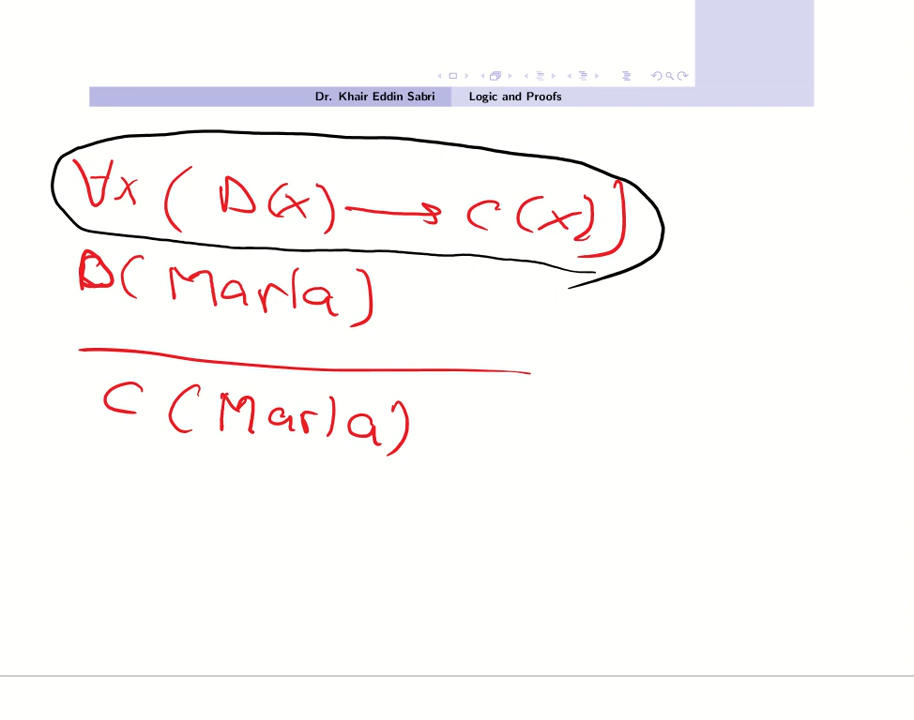 Dr. Khair Eddin Sabri Logic and Proofs
∀x ( D(x) → C(x))
D( Marla)
C (Marla)